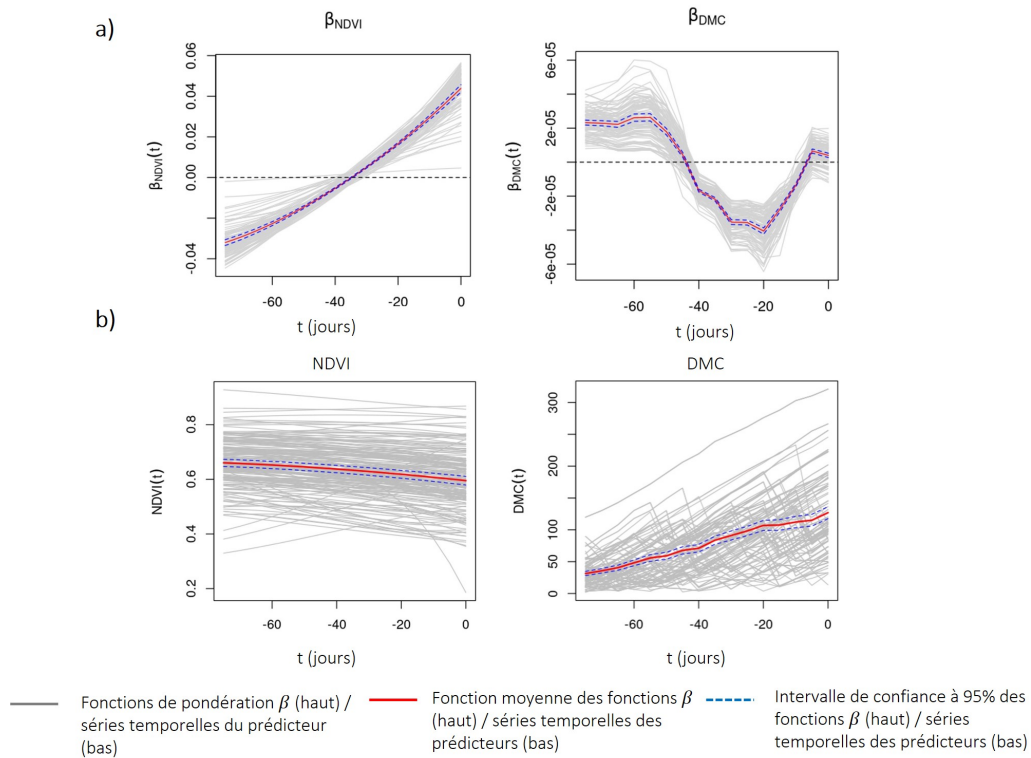 a)
β_NDVI
β_DMC
0.06
0.04
0.02
0.00
-0.04
β_NDVI(t)
-60
-40
-20
0
t (jours)
6e-05
2e-05
-2e-05
-6e-05
β_DMC(t)
-60
-40
-20
0
t (jours)
b)
NDVI
DMC
0.8
0.6
0.4
0.2
NDVI(t)
-60
-40
-20
0
t (jours)
300
200
150
100
50
0
DMC(t)
-60
-40
-20
0
t (jours)
Fonctions de pondération β (haut) /
séries temporelles du prédicteur
(bas)
Fonction moyenne des fonctions β
(haut) / séries temporelles des
prédicteurs (bas)
Intervalle de confiance à 95% des
fonctions β (haut) / séries
temporelles des prédicteurs (bas)